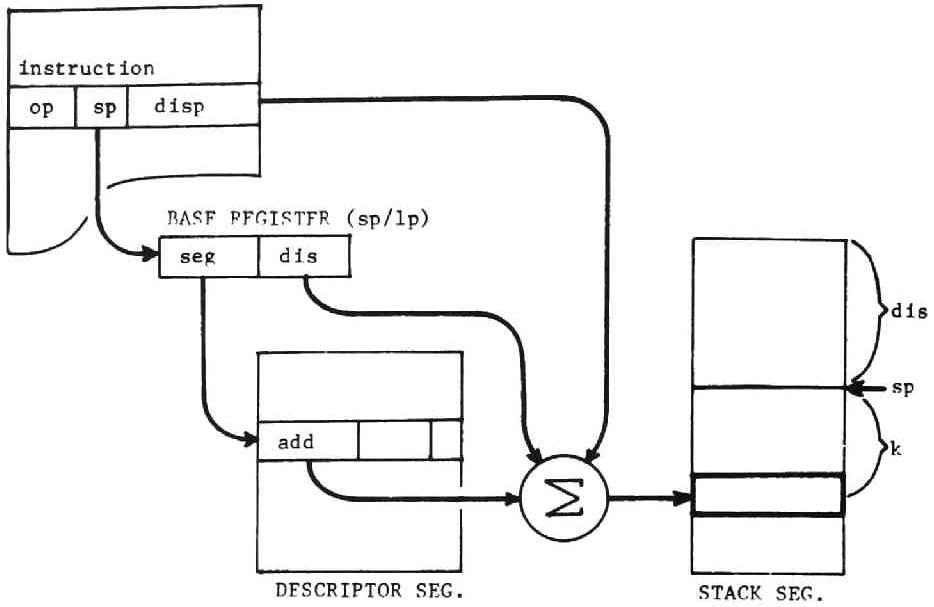 instruction
op sp disp
BASE REGISTER (sp/lp)
seg dis
dis
sp
add
k
Σ
DESCRIPTOR SEG.
STACK SEG.